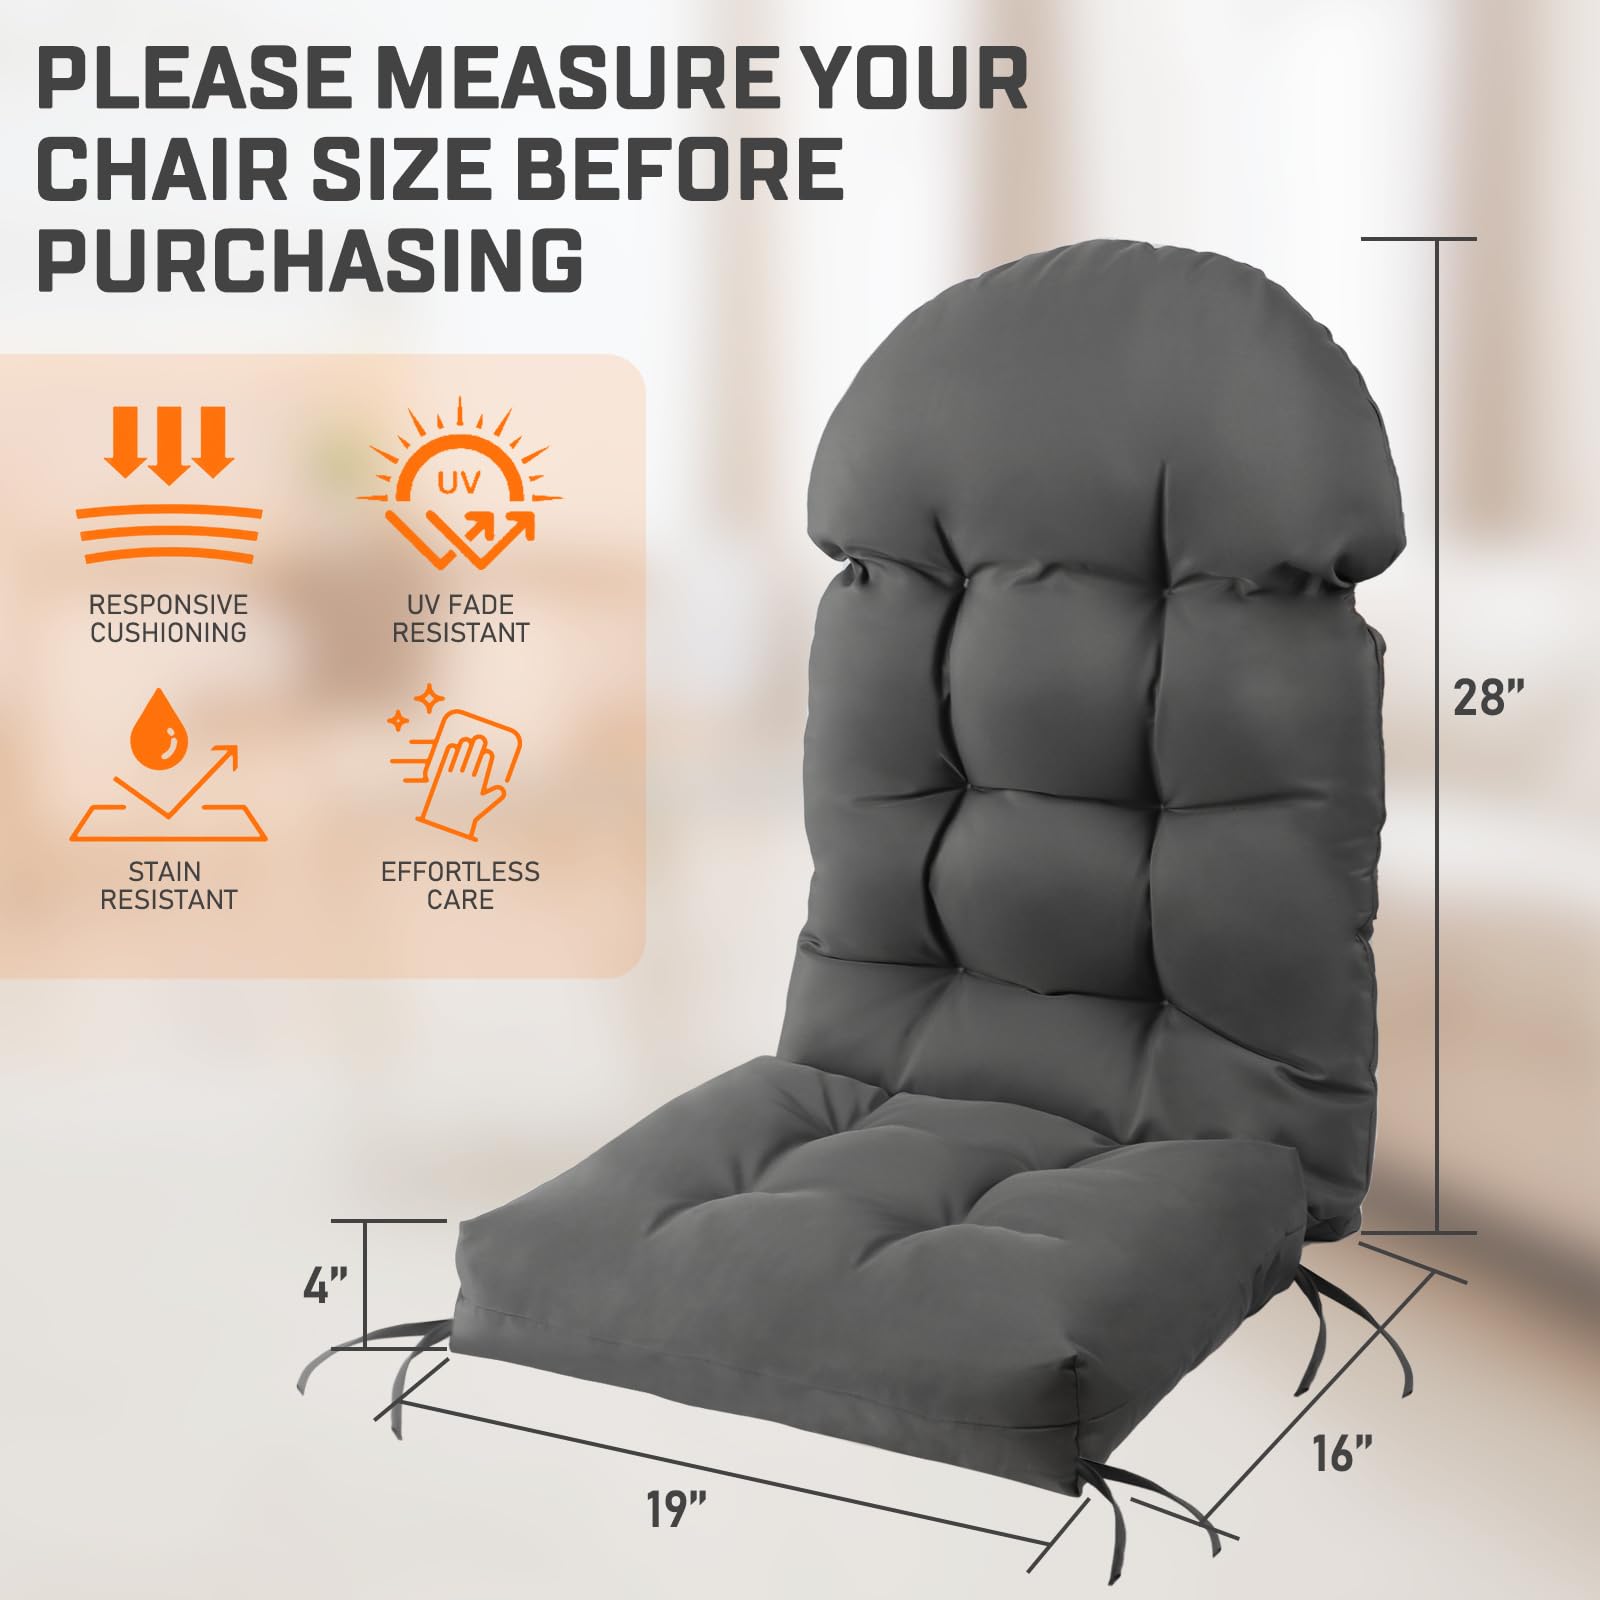 PLEASE MEASURE YOUR
CHAIR SIZE BEFORE
PURCHASING
UV
RESPONSIVE
CUSHIONING
UV FADE
RESISTANT
STAIN
RESISTANT
EFFORTLESS
CARE
28”
4”
16”
19”